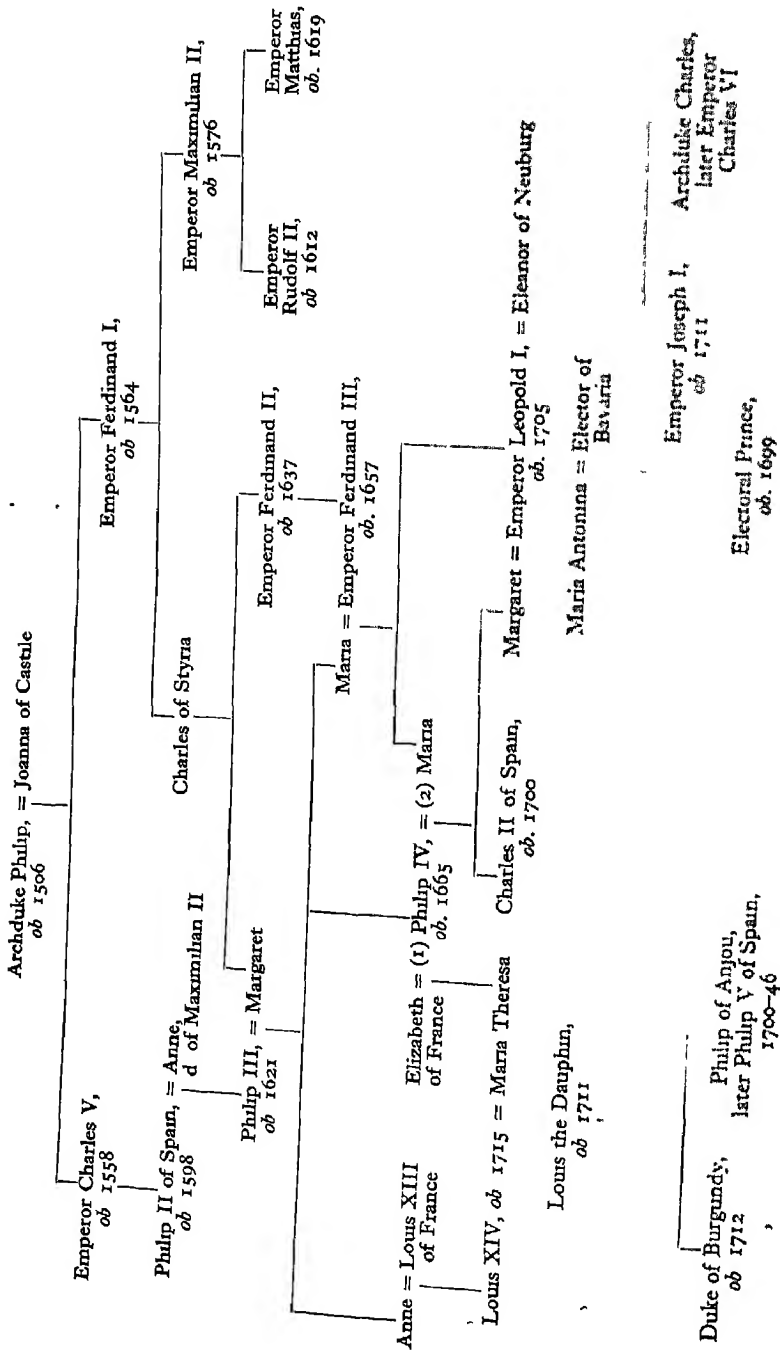 Archduke Philip, = Joanna of Castile
ob 1506
Emperor Charles V,
ob 1558
Emperor Ferdinand I,
ob 1564
Philip II of Spain, = Anne,
ob 1598
d of Maximilian II
Charles of Styria
Emperor Maximilian II,
ob 1576
Philip III, = Margaret
ob 1621
Emperor Ferdinand II,
ob 1637
Emperor
Rudolf II,
ob 1612
Emperor
Matthias,
ob. 1619
Anne = Louis XIII
of France
Elizabeth = (1) Philip IV, = (2) Maria
of France
ob. 1665
Maria = Emperor Ferdinand III,
ob. 1657
Louis XIV, ob 1715 = Maria Theresa
Charles II of Spain,
ob. 1700
Margaret = Emperor Leopold I, = Eleanor of Neuburg
ob. 1705
Louis the Dauphin,
ob 1711
Maria Antonina = Elector of
Bavaria
Duke of Burgundy,
ob 1712
Philip of Anjou,
later Philip V of Spain,
1700-46
Emperor Joseph I,
ob 1711
Archduke Charles,
later Emperor
Charles VI
Electoral Prince,
ob. 1699